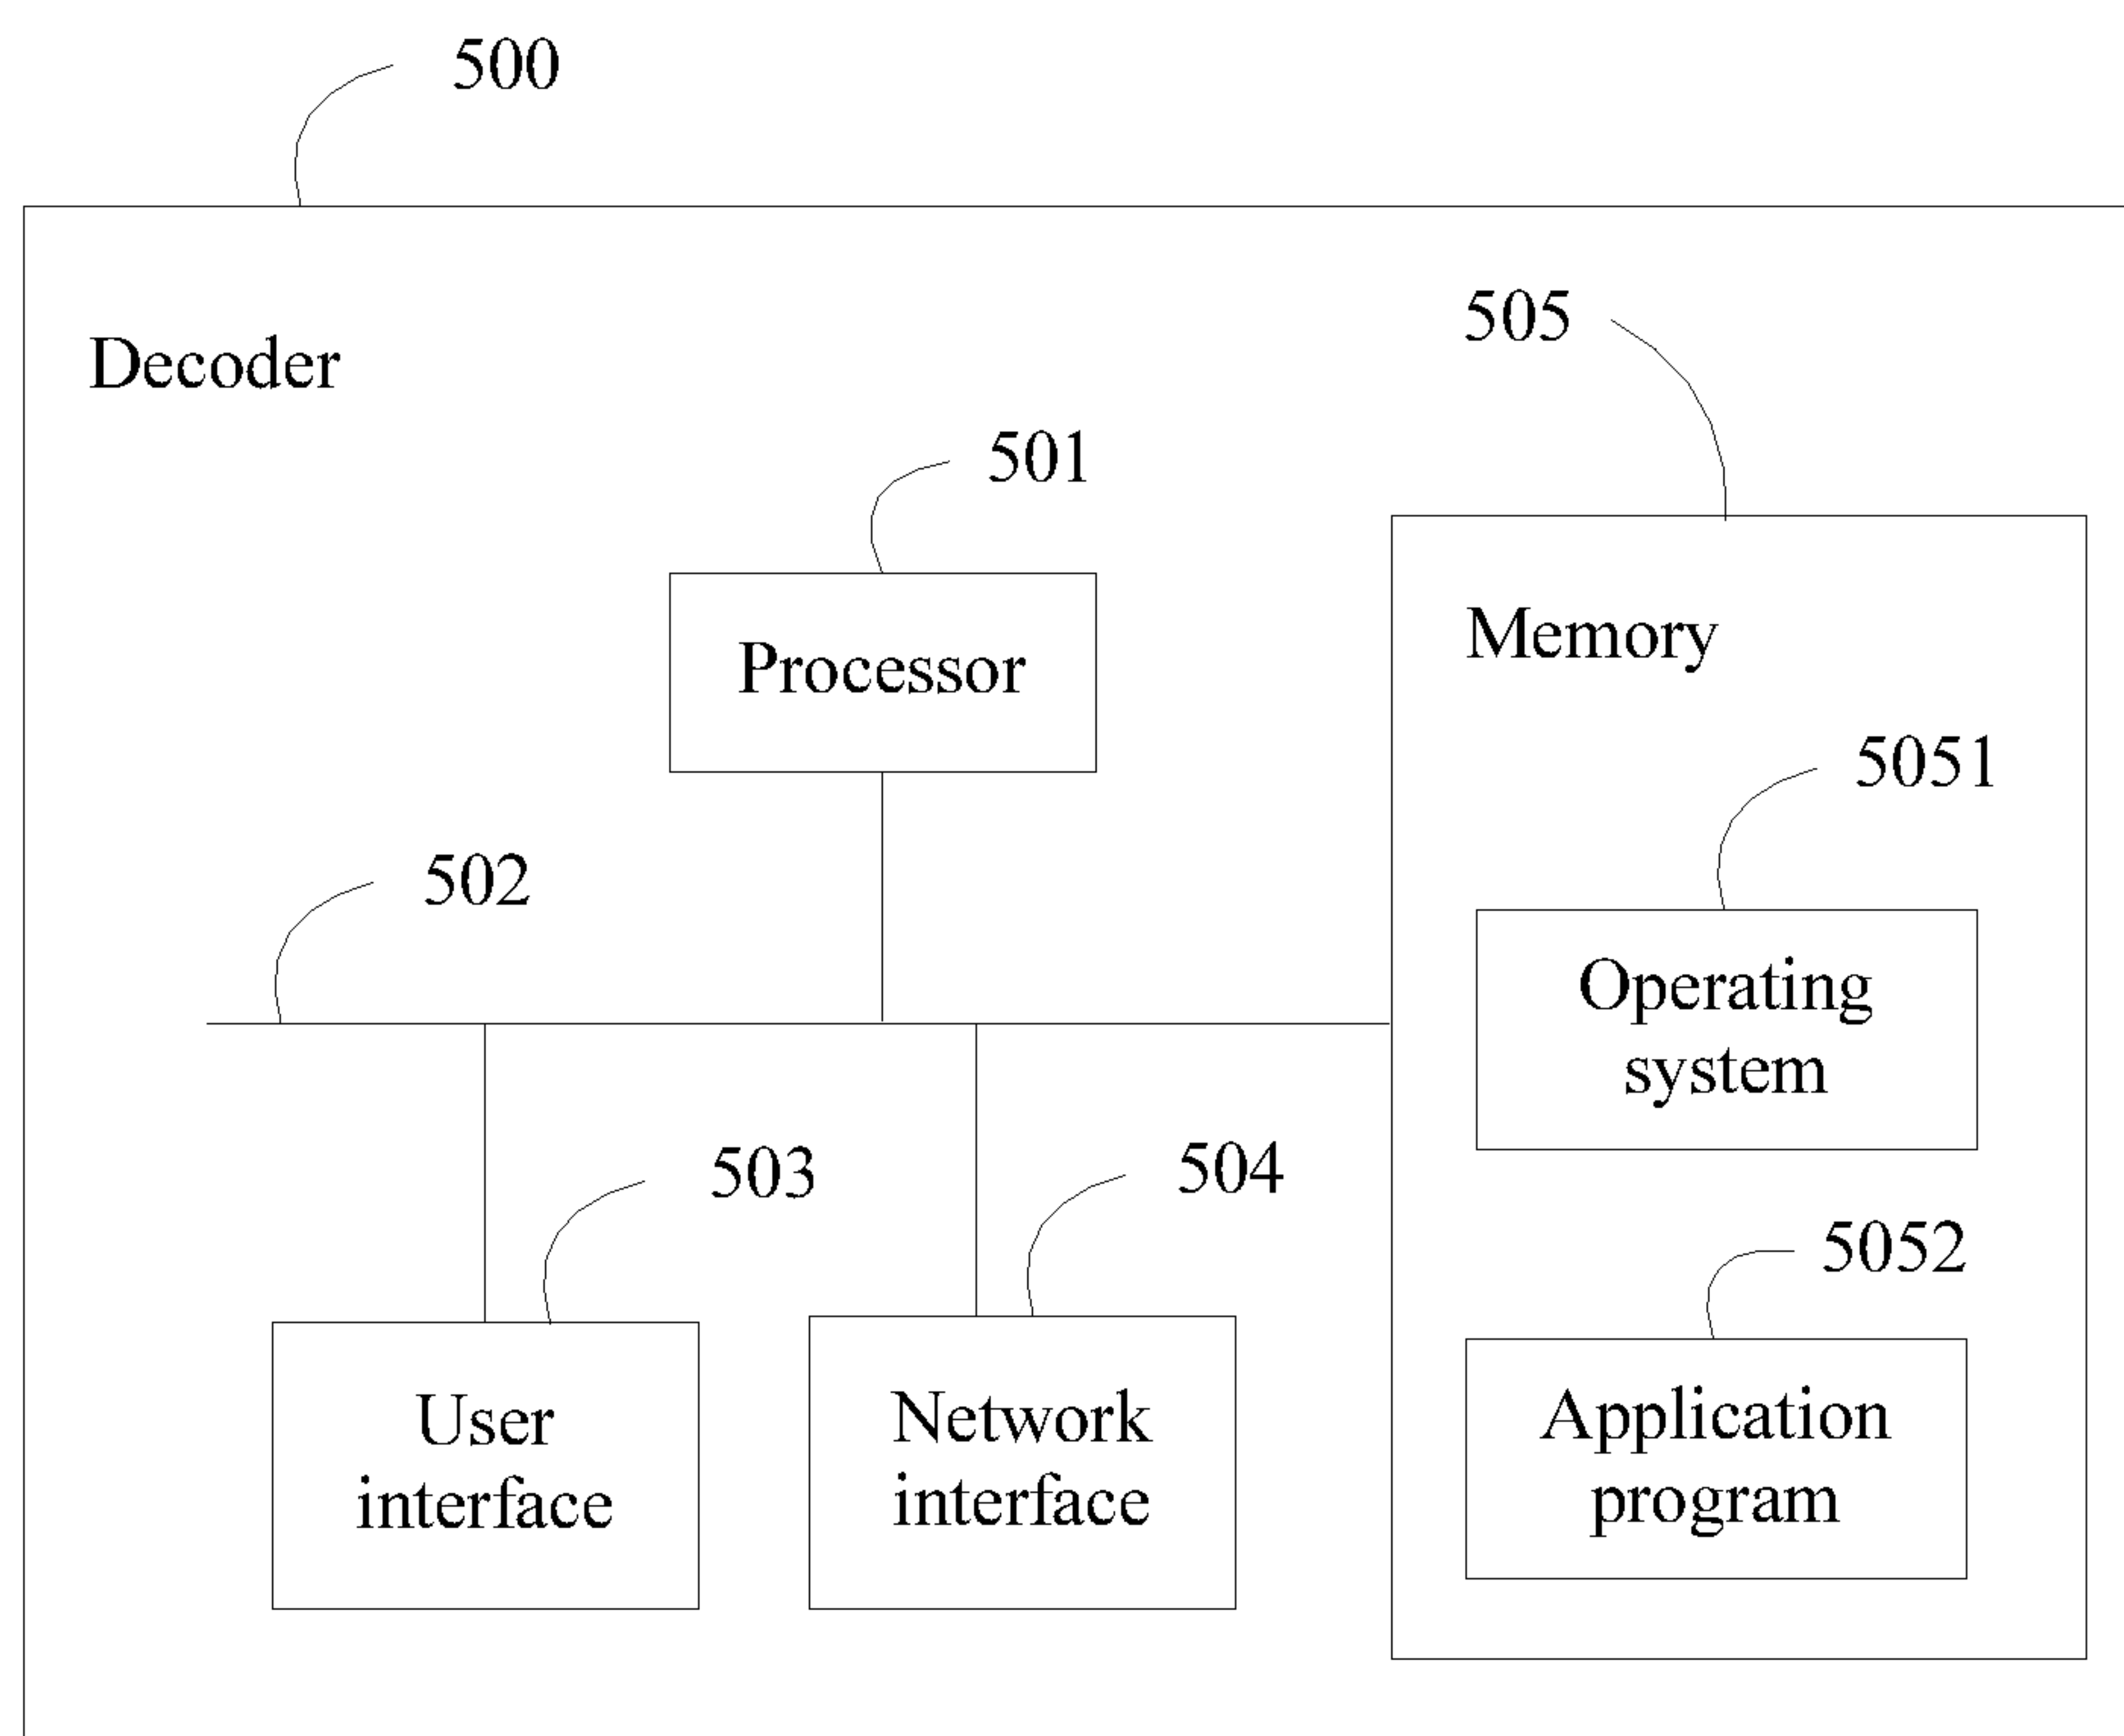 500
Decoder
505
501
Processor
Memory
5051
502
Operating
system
503
504
5052
User
interface
Network
interface
Application
program